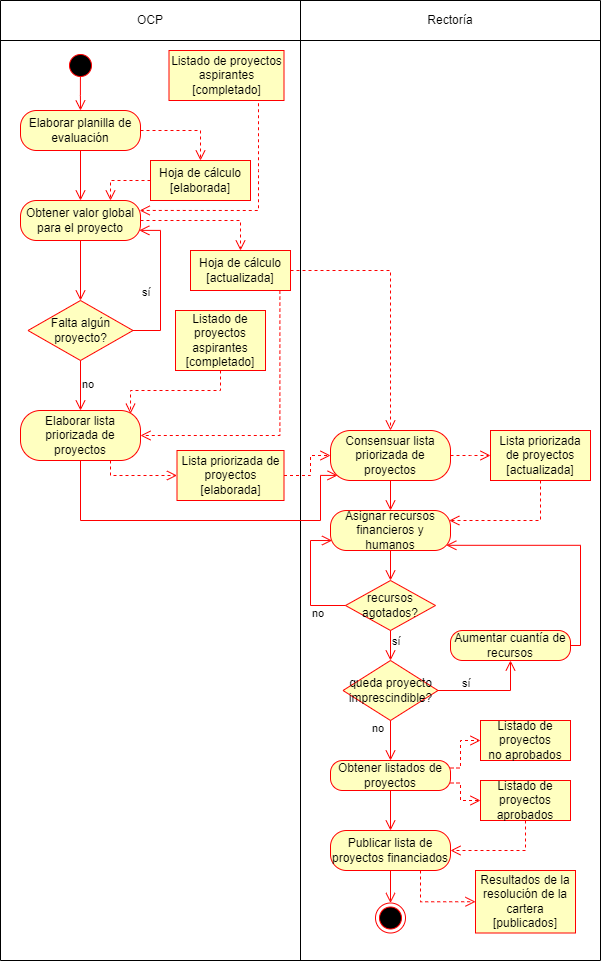 OCP
Rectoría
Listado de proyectos
aspirantes
[completado]
Elaborar planilla de
evaluación
Hoja de cálculo
[elaborada]
Obtener valor global
para el proyecto
Hoja de cálculo
[actualizada]
sí
Falta algún
proyecto?
Listado de
proyectos
aspirantes
[completado]
no
Elaborar lista
priorizada de
proyectos
Lista priorizada de
proyectos
[elaborada]
Consensuar lista
priorizada de
proyectos
Lista priorizada
de proyectos
[actualizada]
Asignar recursos
financieros y
humanos
recursos
agotados?
no
sí
Aumentar cuantía de
recursos
queda proyecto
imprescindible?
sí
no
Listado de
proyectos
no aprobados
Obtener listados de
proyectos
Listado de
proyectos
aprobados
Publicar lista de
proyectos financiados
Resultados de la
resolución de la
cartera
[publicados]